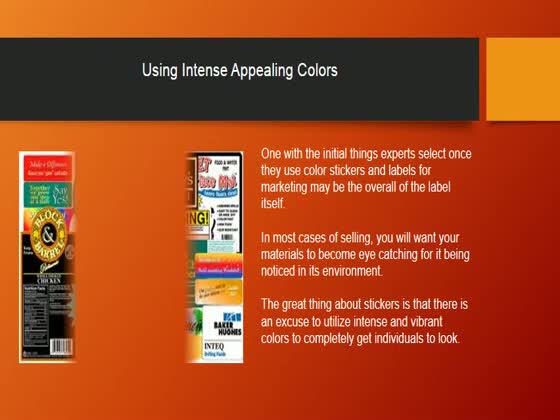 Using Intense Appealing Colors
Make a Difference
Together
Say
Yes!
BLOCK
&
BARREL
CHICKEN
FOOD & WATER
ING!
BAKER
HUGHES
INTEQ
Drilling Fluids
One with the initial things experts select once
they use color stickers and labels for
marketing may be the overall of the label
itself.
In most cases of selling, you will want your
materials to become eye catching for it being
noticed in its environment.
The great thing about stickers is that there is
an excuse to utilize intense and vibrant
colors to completely get individuals to look.